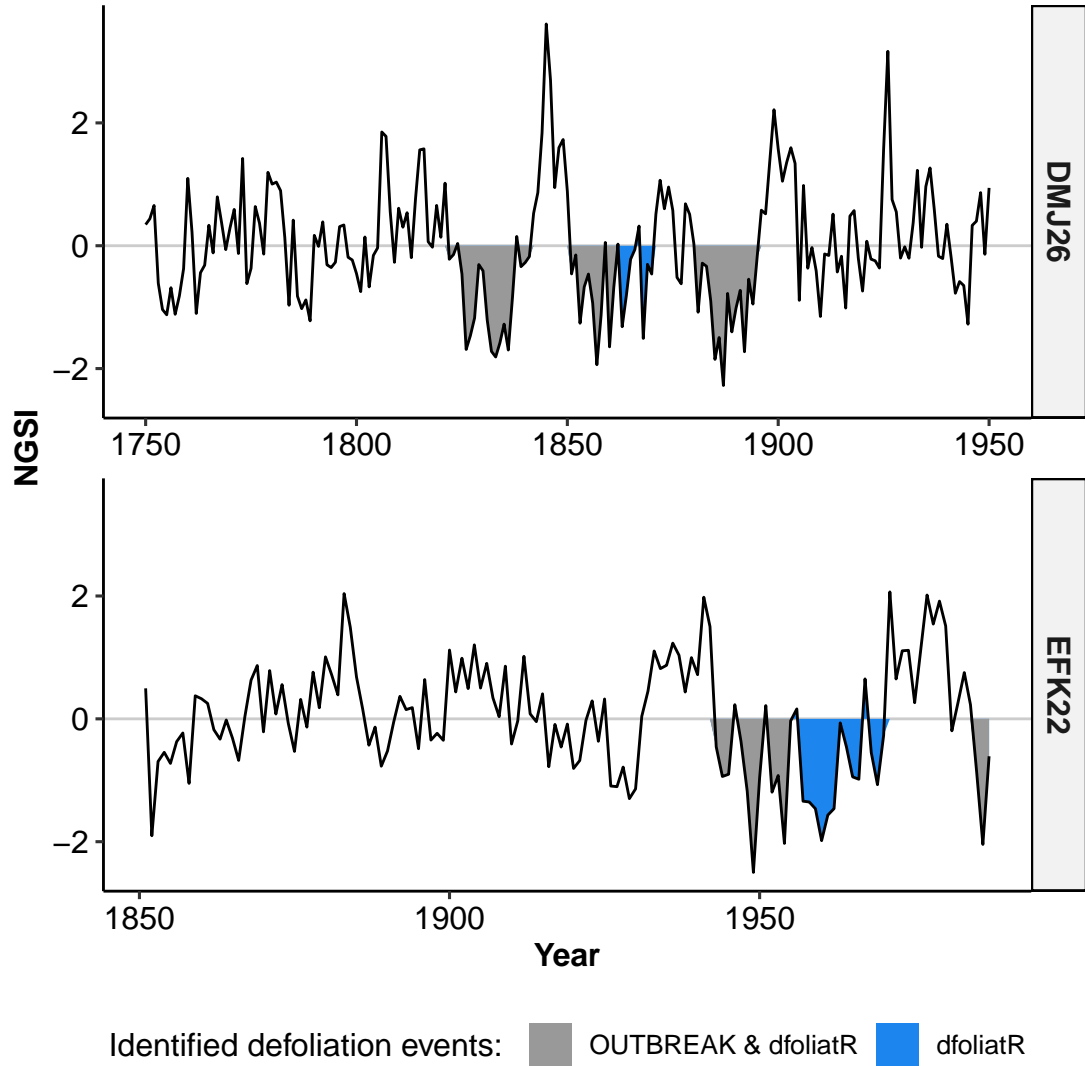 2
0
−2
1750 1800 1850 1900 1950
DMJ26
NGSI
2
0
−2
1850 1900 1950
EFK22
Year
Identified defoliation events: OUTBREAK & dfoliatR dfoliatR